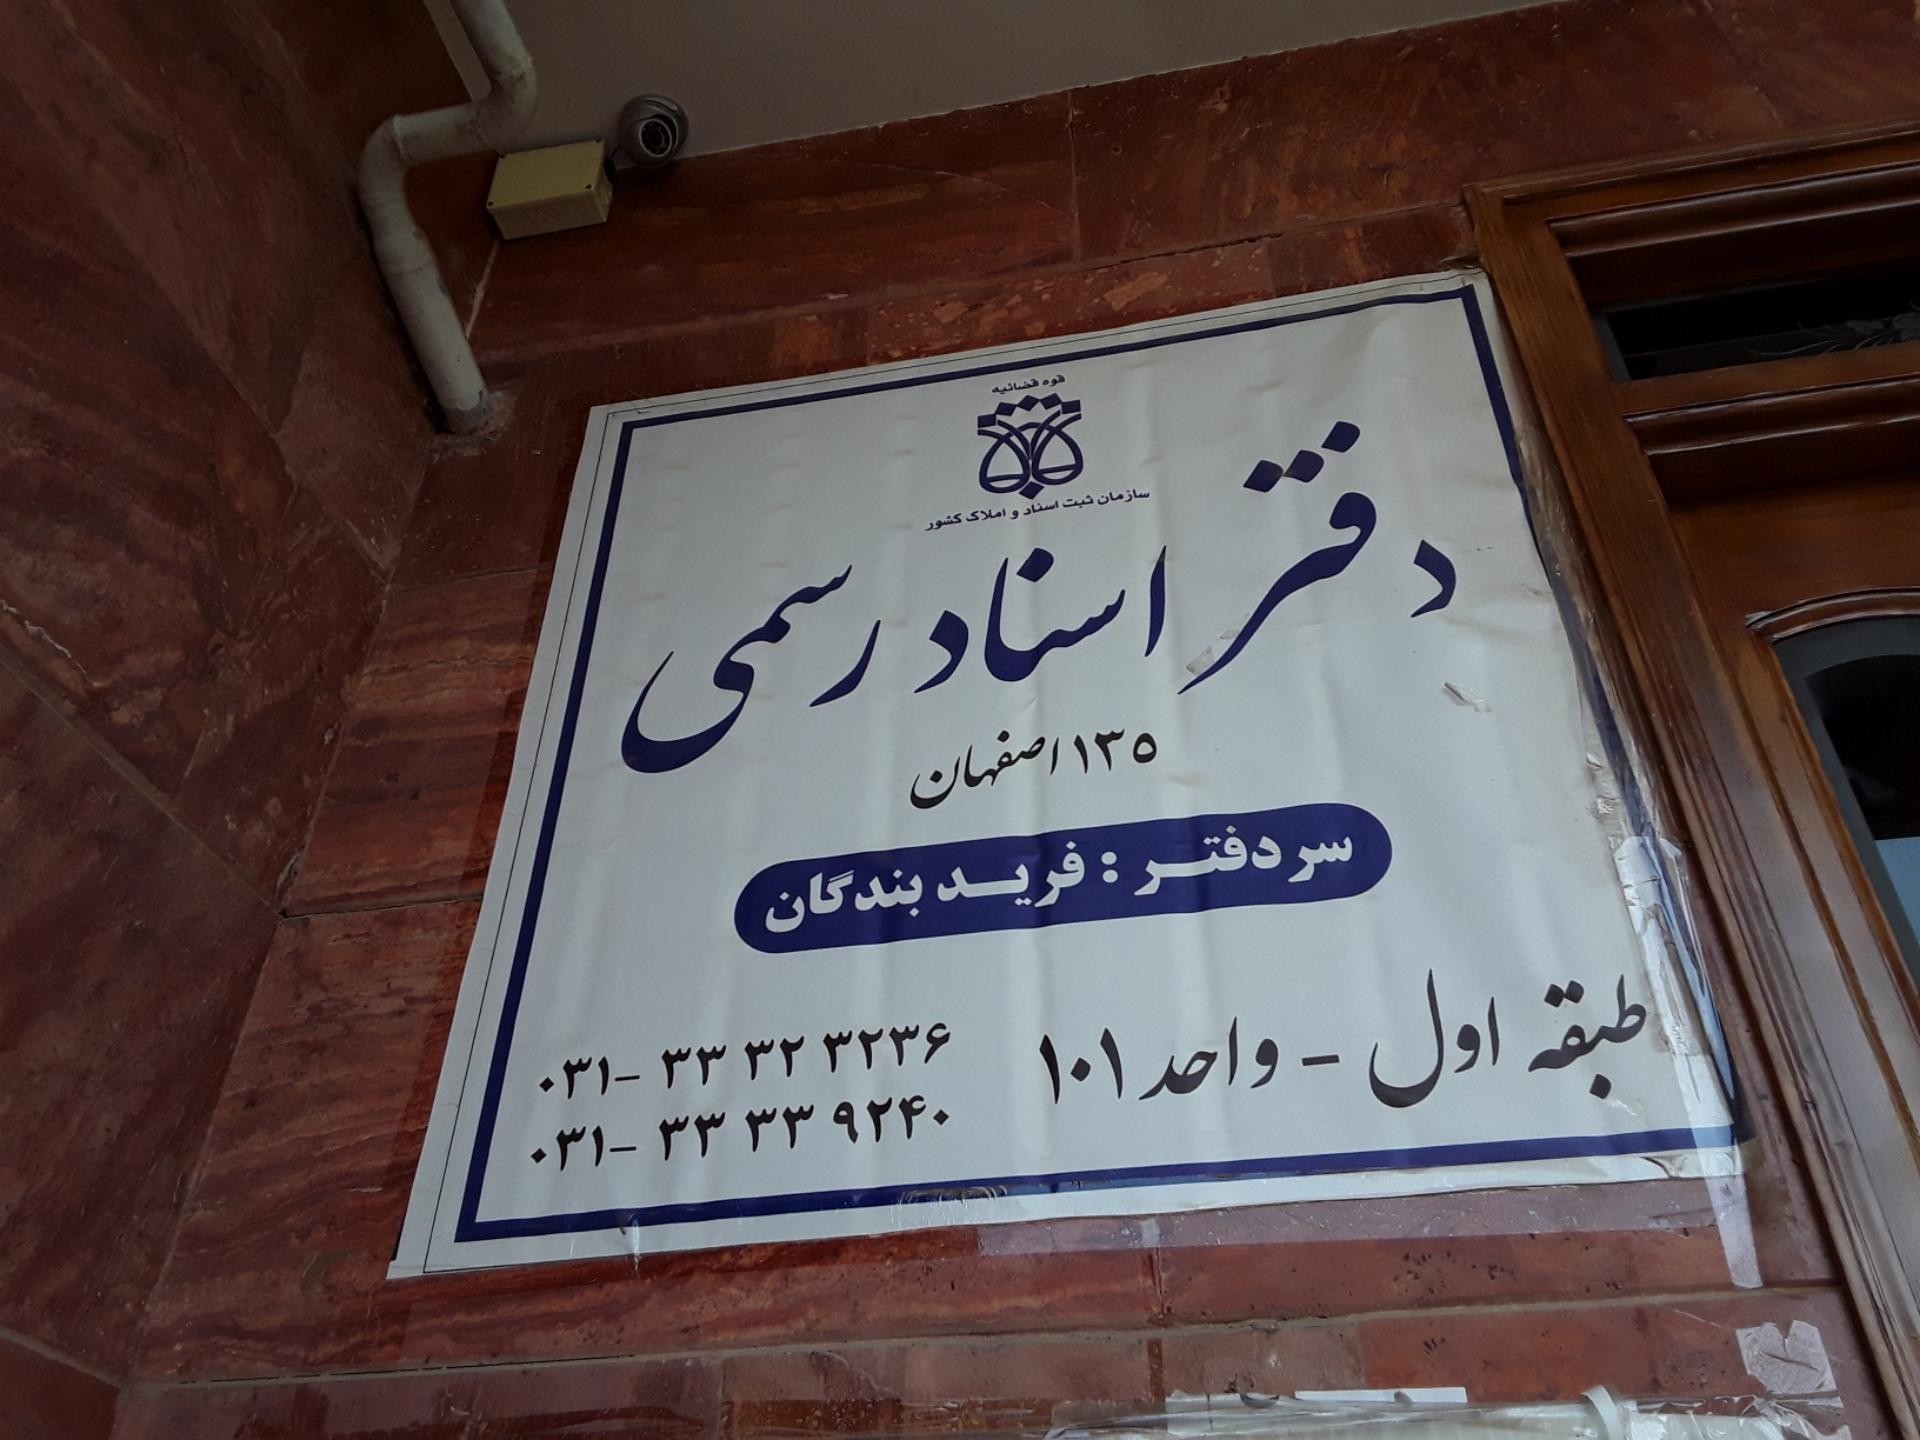 قوه قضائیه
سازمان ثبت اسناد و املاک کشور
دفتر اسناد رسمی
۱۳۵ اصفهان
سردفتر : فرید بندگان
طبقه اول - واحد ۱۰۱
۰۳۱- ۳۳ ۳۲ ۳۲۳۶
۰۳۱- ۳۳ ۳۳ ۹۲۴۰